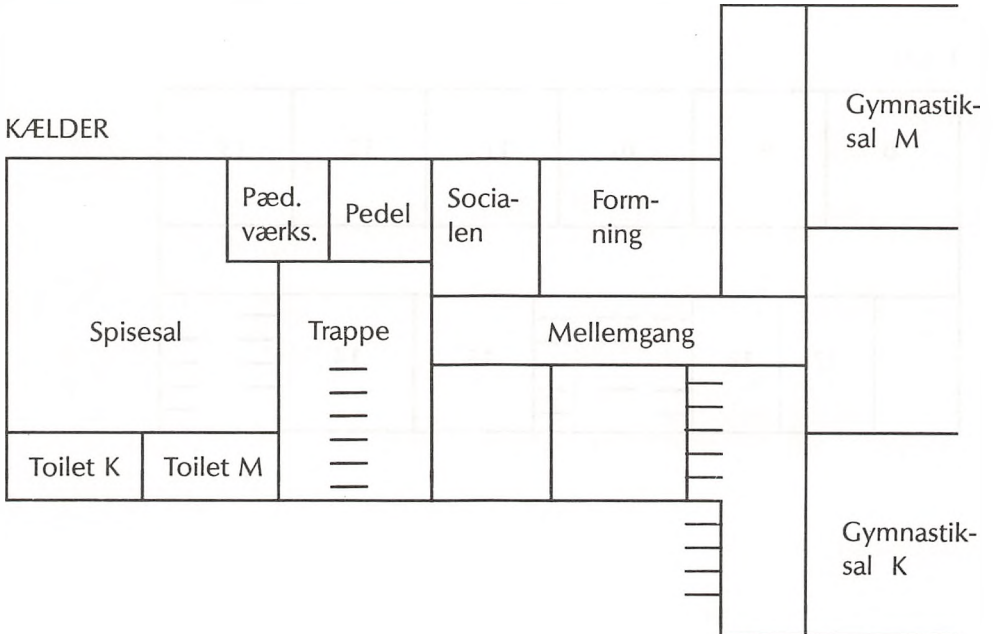 Gymnastik-
sal M
KÆLDER
Pæd.
værks.
Pedel
Socia-
len
Form-
ning
Spisesal
Trappe
Mellemgang
Toilet K
Toilet M
Gymnastik-
sal K